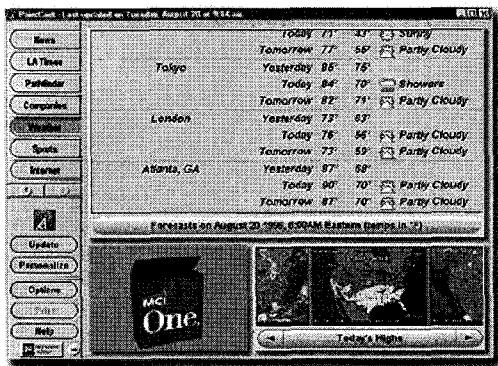 PointCast - Last updated on Tuesday, August 20 at 9:14 am
Today 71° 43° Sunny
Tomorrow 77° 55° Partly Cloudy
Tokyo Yesterday 85° 75°
Today 84° 70° Showers
Tomorrow 82° 71° Partly Cloudy
London Yesterday 73° 63°
Today 76° 56° Partly Cloudy
Tomorrow 73° 59° Partly Cloudy
Atlanta, GA Yesterday 87° 68°
Today 90° 70° Partly Cloudy
Tomorrow 87° 70° Partly Cloudy
Forecasts on August 20 1996, 6:00AM Eastern (temps in °F)
News
LA Times
Pathfinder
Companies
Weather
Sports
Internet
Update
Personalize
Options
Print
Help
MCI
One.
Today's Highs